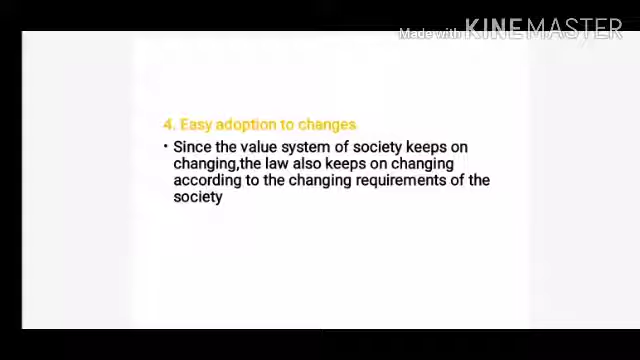 Made with KINEMASTER
4. Easy adoption to changes
• Since the value system of society keeps on
changing,the law also keeps on changing
according to the changing requirements of the
society